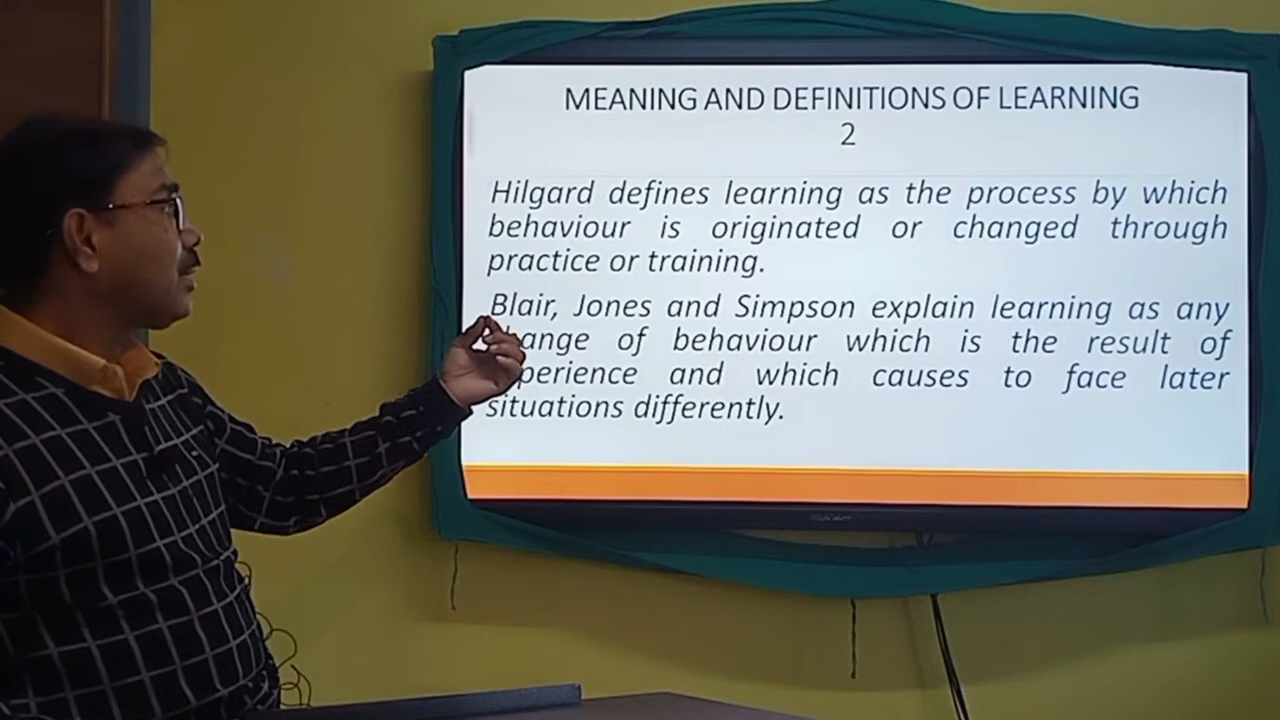 MEANING AND DEFINITIONS OF LEARNING
2
Hilgard defines learning as the process by which
behaviour is originated or changed through
practice or training.
Blair, Jones and Simpson explain learning as any
change of behaviour which is the result of
experience and which causes to face later
situations differently.